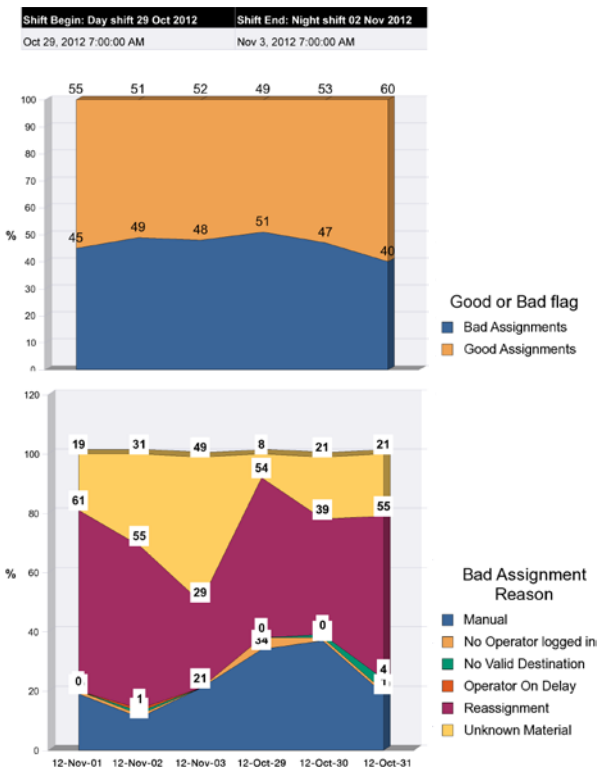 Shift Begin: Day shift 29 Oct 2012 Shift End: Night shift 02 Nov 2012
Oct 29, 2012 7:00:00 AM Nov 3, 2012 7:00:00 AM
55 51 52 49 53 60
100
90
80
70
60
50
%
40
30
20
10
0
45 49 48 51 47 40
Good or Bad flag
Bad Assignments
Good Assignments
120
100
80
60
%
40
20
0
19 31 49 8 21 21
61 55 29 54 39 55
0 1 21 0 0 4
34
12-Nov-01 12-Nov-02 12-Nov-03 12-Oct-29 12-Oct-30 12-Oct-31
Bad Assignment
Reason
Manual
No Operator logged in
No Valid Destination
Operator On Delay
Reassignment
Unknown Material